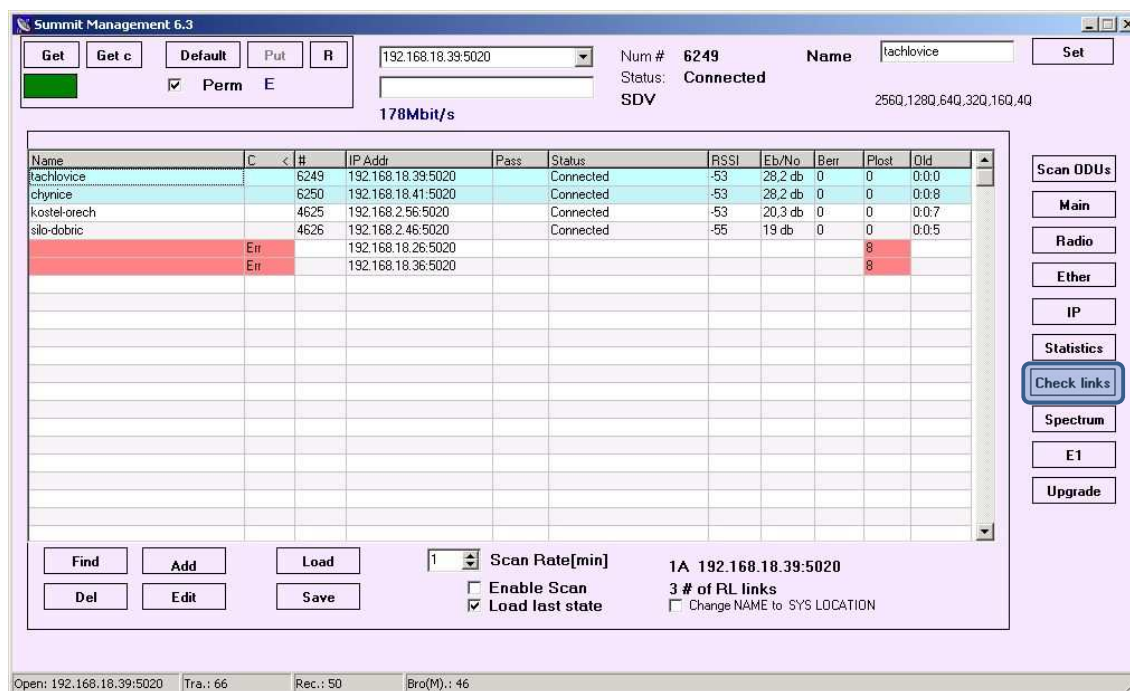 Summit Management 6.3
Get Get c Default Put R 192.168.18.39:5020 Num # 6249 Name tachlovice Set
Perm E Status: Connected
SDV 256Q,128Q,64Q,32Q,16Q,4Q
178Mbit/s
Name C < # IP Addr Pass Status RSSI Eb/No Berr Plost Old
tachlovice 6249 192.168.18.39:5020 Connected -53 28,2 db 0 0 0:0:0
chynice 6250 192.168.18.41:5020 Connected -53 28,2 db 0 0 0:0:8
kostel-orech 4625 192.168.2.56:5020 Connected -53 20,3 db 0 0 0:0:7
silo-dobric 4626 192.168.2.46:5020 Connected -55 19 db 0 0 0:0:5
Err 192.168.18.26:5020 8
Err 192.168.18.36:5020 8
Scan ODUs
Main
Radio
Ether
IP
Statistics
Check links
Spectrum
E1
Upgrade
Find Add Load 1 Scan Rate[min] 1A 192.168.18.39:5020
Del Edit Save Enable Scan 3 # of RL links
Load last state Change NAME to SYS LOCATION
Open: 192.168.18.39:5020 Tra.: 66 Rec.: 50 Bro(M).: 46